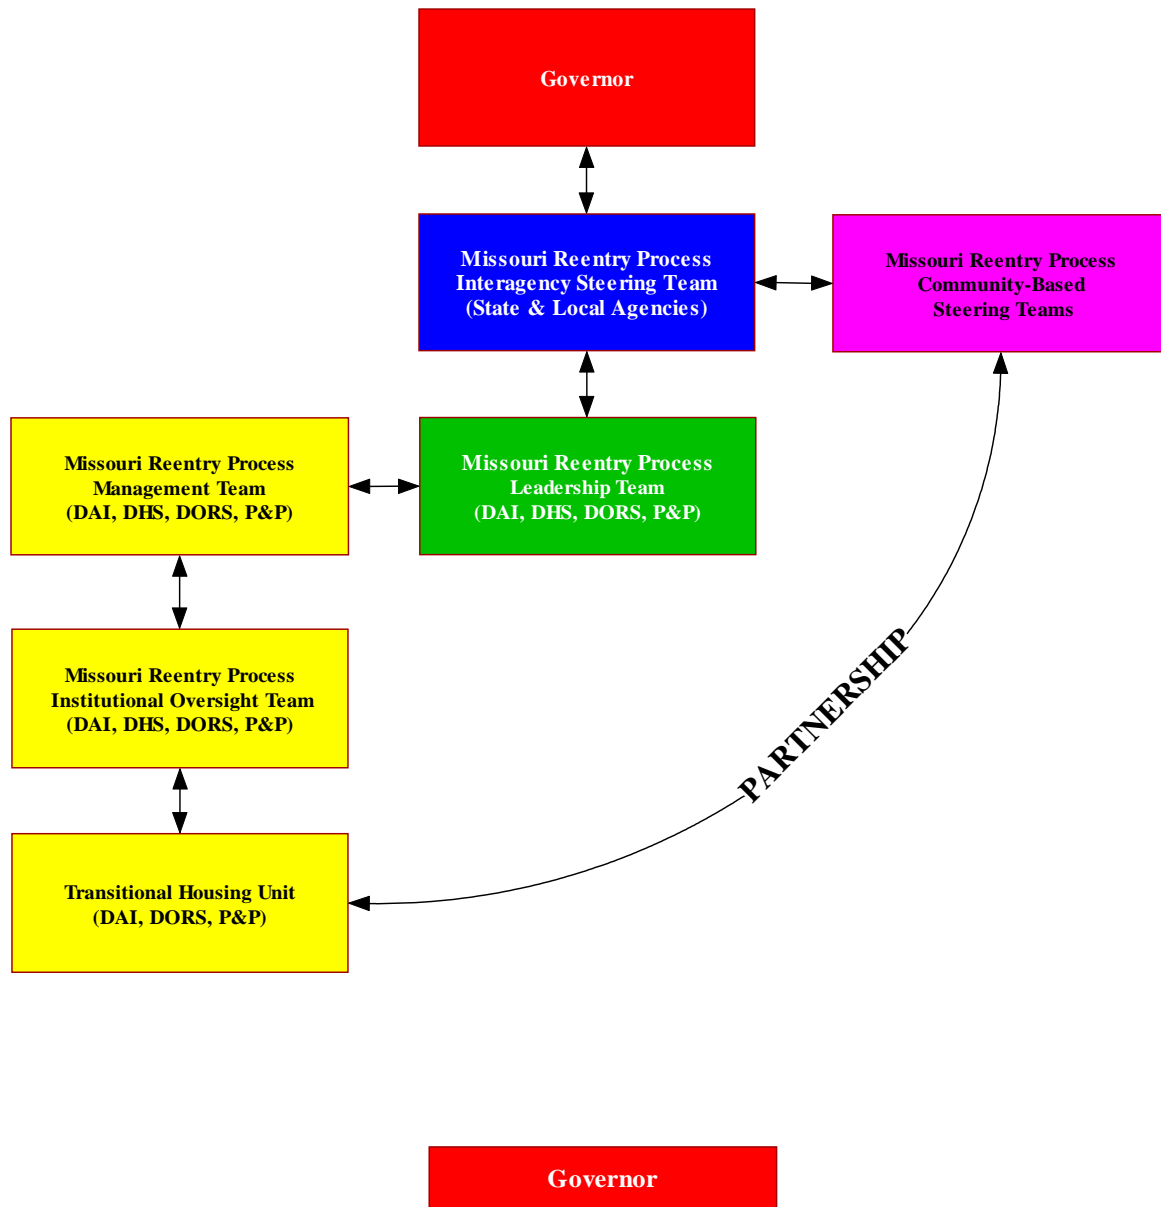 Governor
Missouri Reentry Process
Interagency Steering Team
(State & Local Agencies)
Missouri Reentry Process
Community-Based
Steering Teams
Missouri Reentry Process
Management Team
(DAI, DHS, DORS, P&P)
Missouri Reentry Process
Leadership Team
(DAI, DHS, DORS, P&P)
Missouri Reentry Process
Institutional Oversight Team
(DAI, DHS, DORS, P&P)
PARTNERSHIP
Transitional Housing Unit
(DAI, DORS, P&P)
Governor